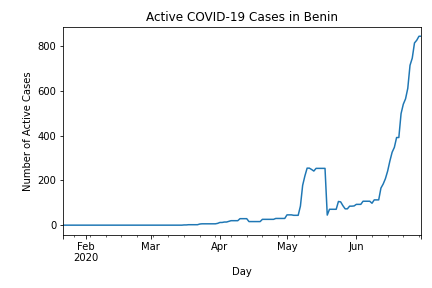 Active COVID-19 Cases in Benin
Number of Active Cases
800
600
400
200
0
Feb
2020
Mar
Apr
May
Jun
Day